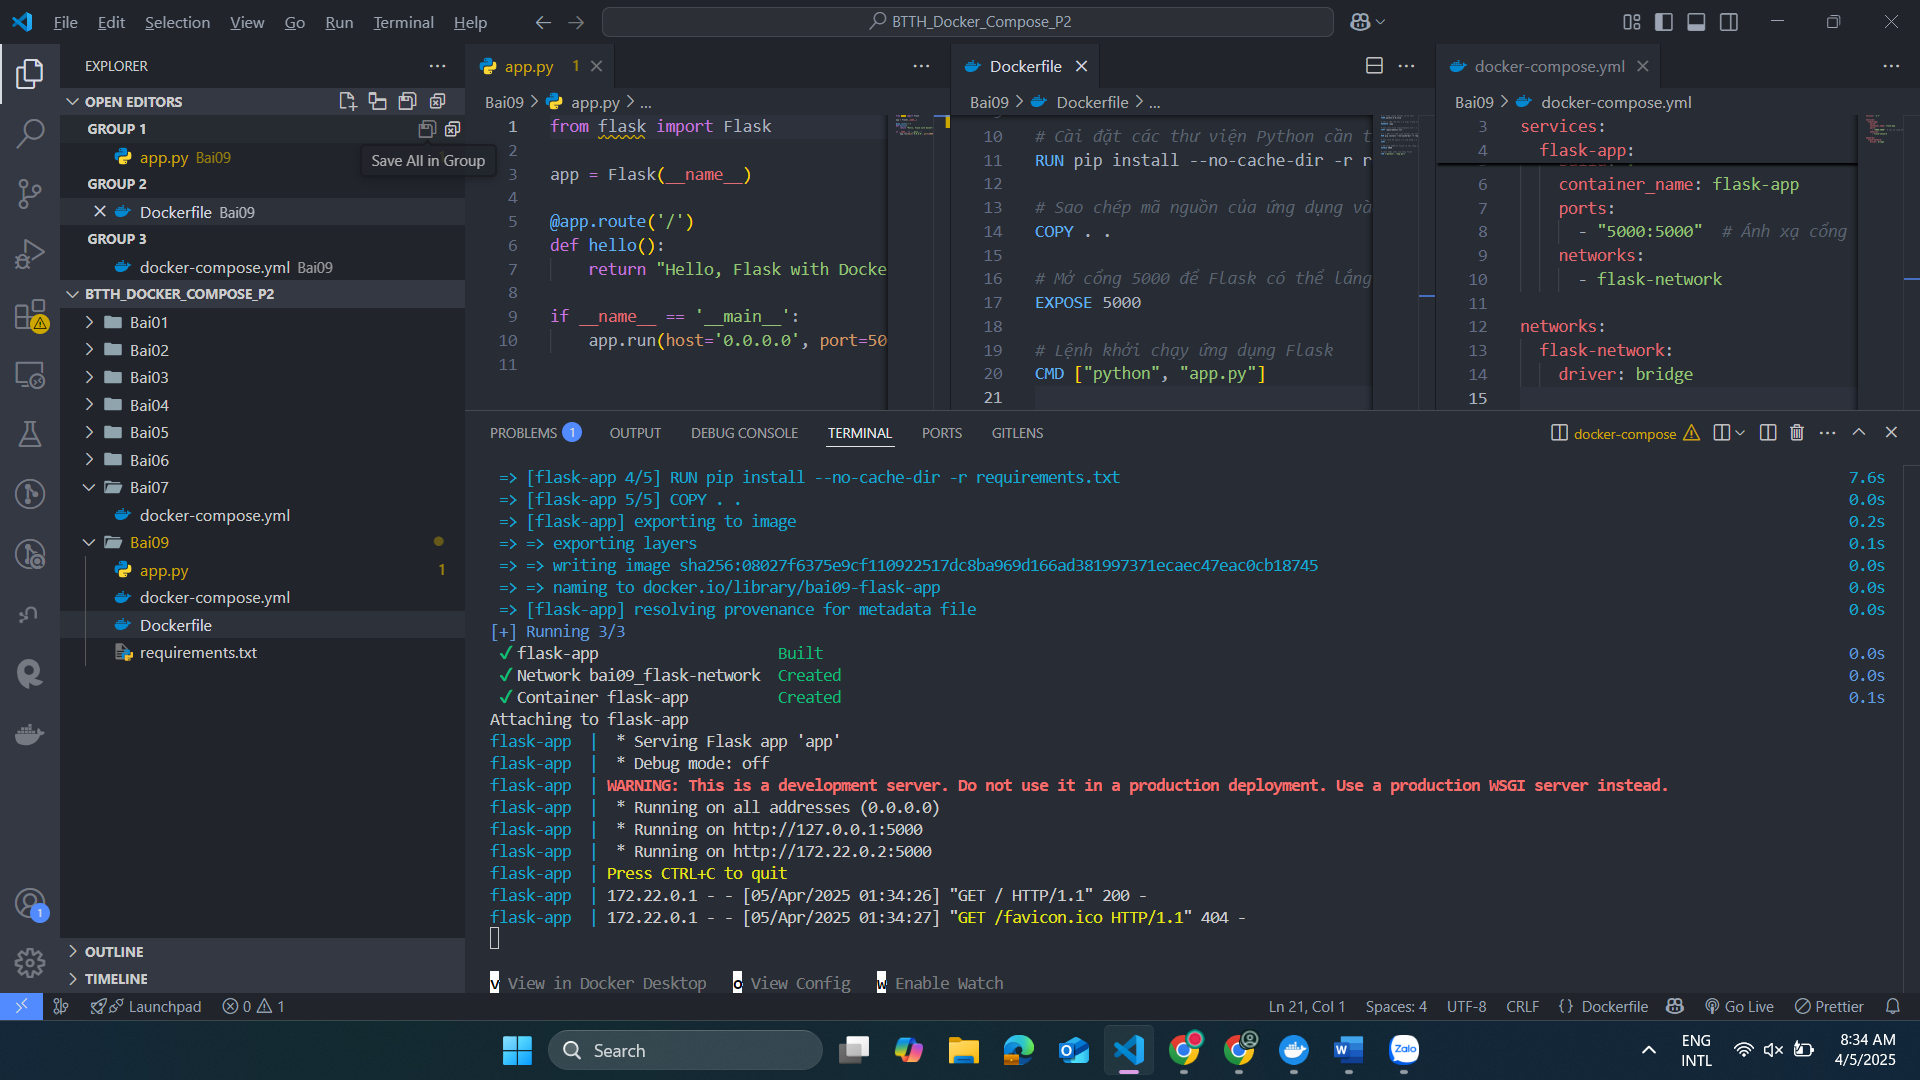 File Edit Selection View Go Run Terminal Help
BTTH_Docker_Compose_P2
EXPLORER
OPEN EDITORS
GROUP 1
app.py Bai09
Save All in Group
GROUP 2
Dockerfile Bai09
GROUP 3
docker-compose.yml Bai09
BTTH_DOCKER_COMPOSE_P2
Bai01
Bai02
Bai03
Bai04
Bai05
Bai06
Bai07
docker-compose.yml
Bai09
app.py 1
docker-compose.yml
Dockerfile
requirements.txt
OUTLINE
TIMELINE
app.py 1
Bai09 > app.py > ...
1 from flask import Flask
2
3 app = Flask(__name__)
4
5 @app.route('/')
6 def hello():
7 return "Hello, Flask with Docke
8
9 if __name__ == '__main__':
10 app.run(host='0.0.0.0', port=50
11
Dockerfile
Bai09 > Dockerfile > ...
10 # Cài đặt các thư viện Python cần t
11 RUN pip install --no-cache-dir -r r
12
13 # Sao chép mã nguồn của ứng dụng và
14 COPY . .
15
16 # Mở cổng 5000 để Flask có thể lắng
17 EXPOSE 5000
18
19 # Lệnh khởi chạy ứng dụng Flask
20 CMD ["python", "app.py"]
21
docker-compose.yml
Bai09 > docker-compose.yml
3 services:
4 flask-app:
6 container_name: flask-app
7 ports:
8 - "5000:5000" # Ánh xạ cổng
9 networks:
10 - flask-network
11
12 networks:
13 flask-network:
14 driver: bridge
15
PROBLEMS 1 OUTPUT DEBUG CONSOLE TERMINAL PORTS GITLENS
docker-compose
=> [flask-app 4/5] RUN pip install --no-cache-dir -r requirements.txt 7.6s
=> [flask-app 5/5] COPY . . 0.0s
=> [flask-app] exporting to image 0.2s
=> => exporting layers 0.1s
=> => writing image sha256:08027f6375e9cf110922517dc8ba969d166ad381997371ecaec47eac0cb18745 0.0s
=> => naming to docker.io/library/bai09-flask-app 0.0s
=> [flask-app] resolving provenance for metadata file 0.0s
[+] Running 3/3
✔ flask-app Built 0.0s
✔ Network bai09_flask-network Created 0.0s
✔ Container flask-app Created 0.1s
Attaching to flask-app
flask-app | * Serving Flask app 'app'
flask-app | * Debug mode: off
flask-app | WARNING: This is a development server. Do not use it in a production deployment. Use a production WSGI server instead.
flask-app | * Running on all addresses (0.0.0.0)
flask-app | * Running on http://127.0.0.1:5000
flask-app | * Running on http://172.22.0.2:5000
flask-app | Press CTRL+C to quit
flask-app | 172.22.0.1 - - [05/Apr/2025 01:34:26] "GET / HTTP/1.1" 200 -
flask-app | 172.22.0.1 - - [05/Apr/2025 01:34:27] "GET /favicon.ico HTTP/1.1" 404 -
v View in Docker Desktop o View Config w Enable Watch
1
Launchpad 0 1
Ln 21, Col 1 Spaces: 4 UTF-8 CRLF {} Dockerfile Go Live Prettier
Search
Zalo
ENG
INTL
8:34 AM
4/5/2025